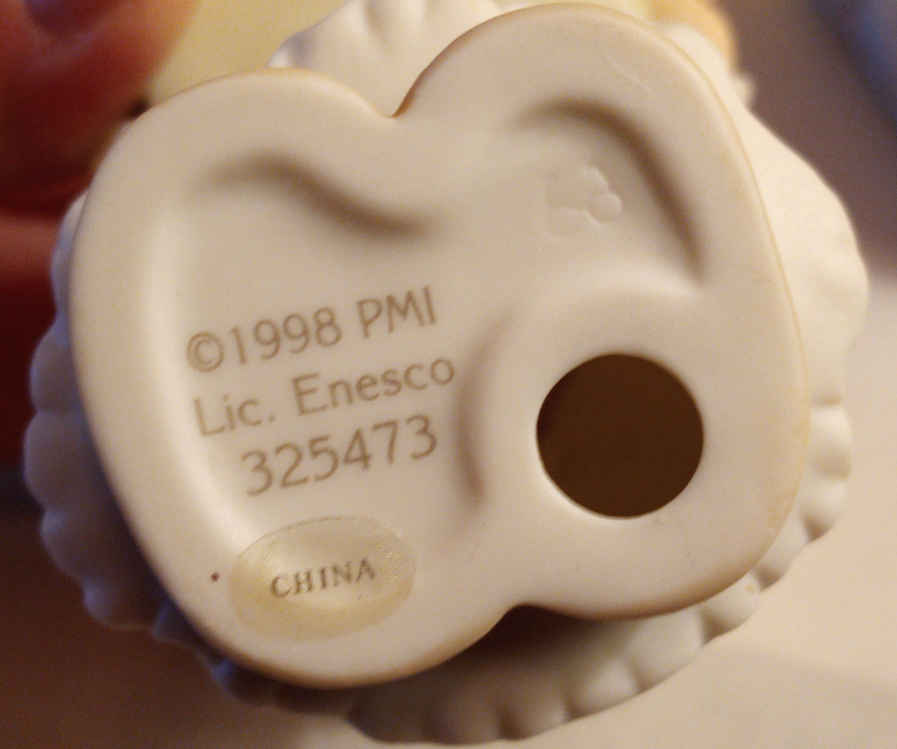 ©1998 PMI
Lic. Enesco
325473
CHINA